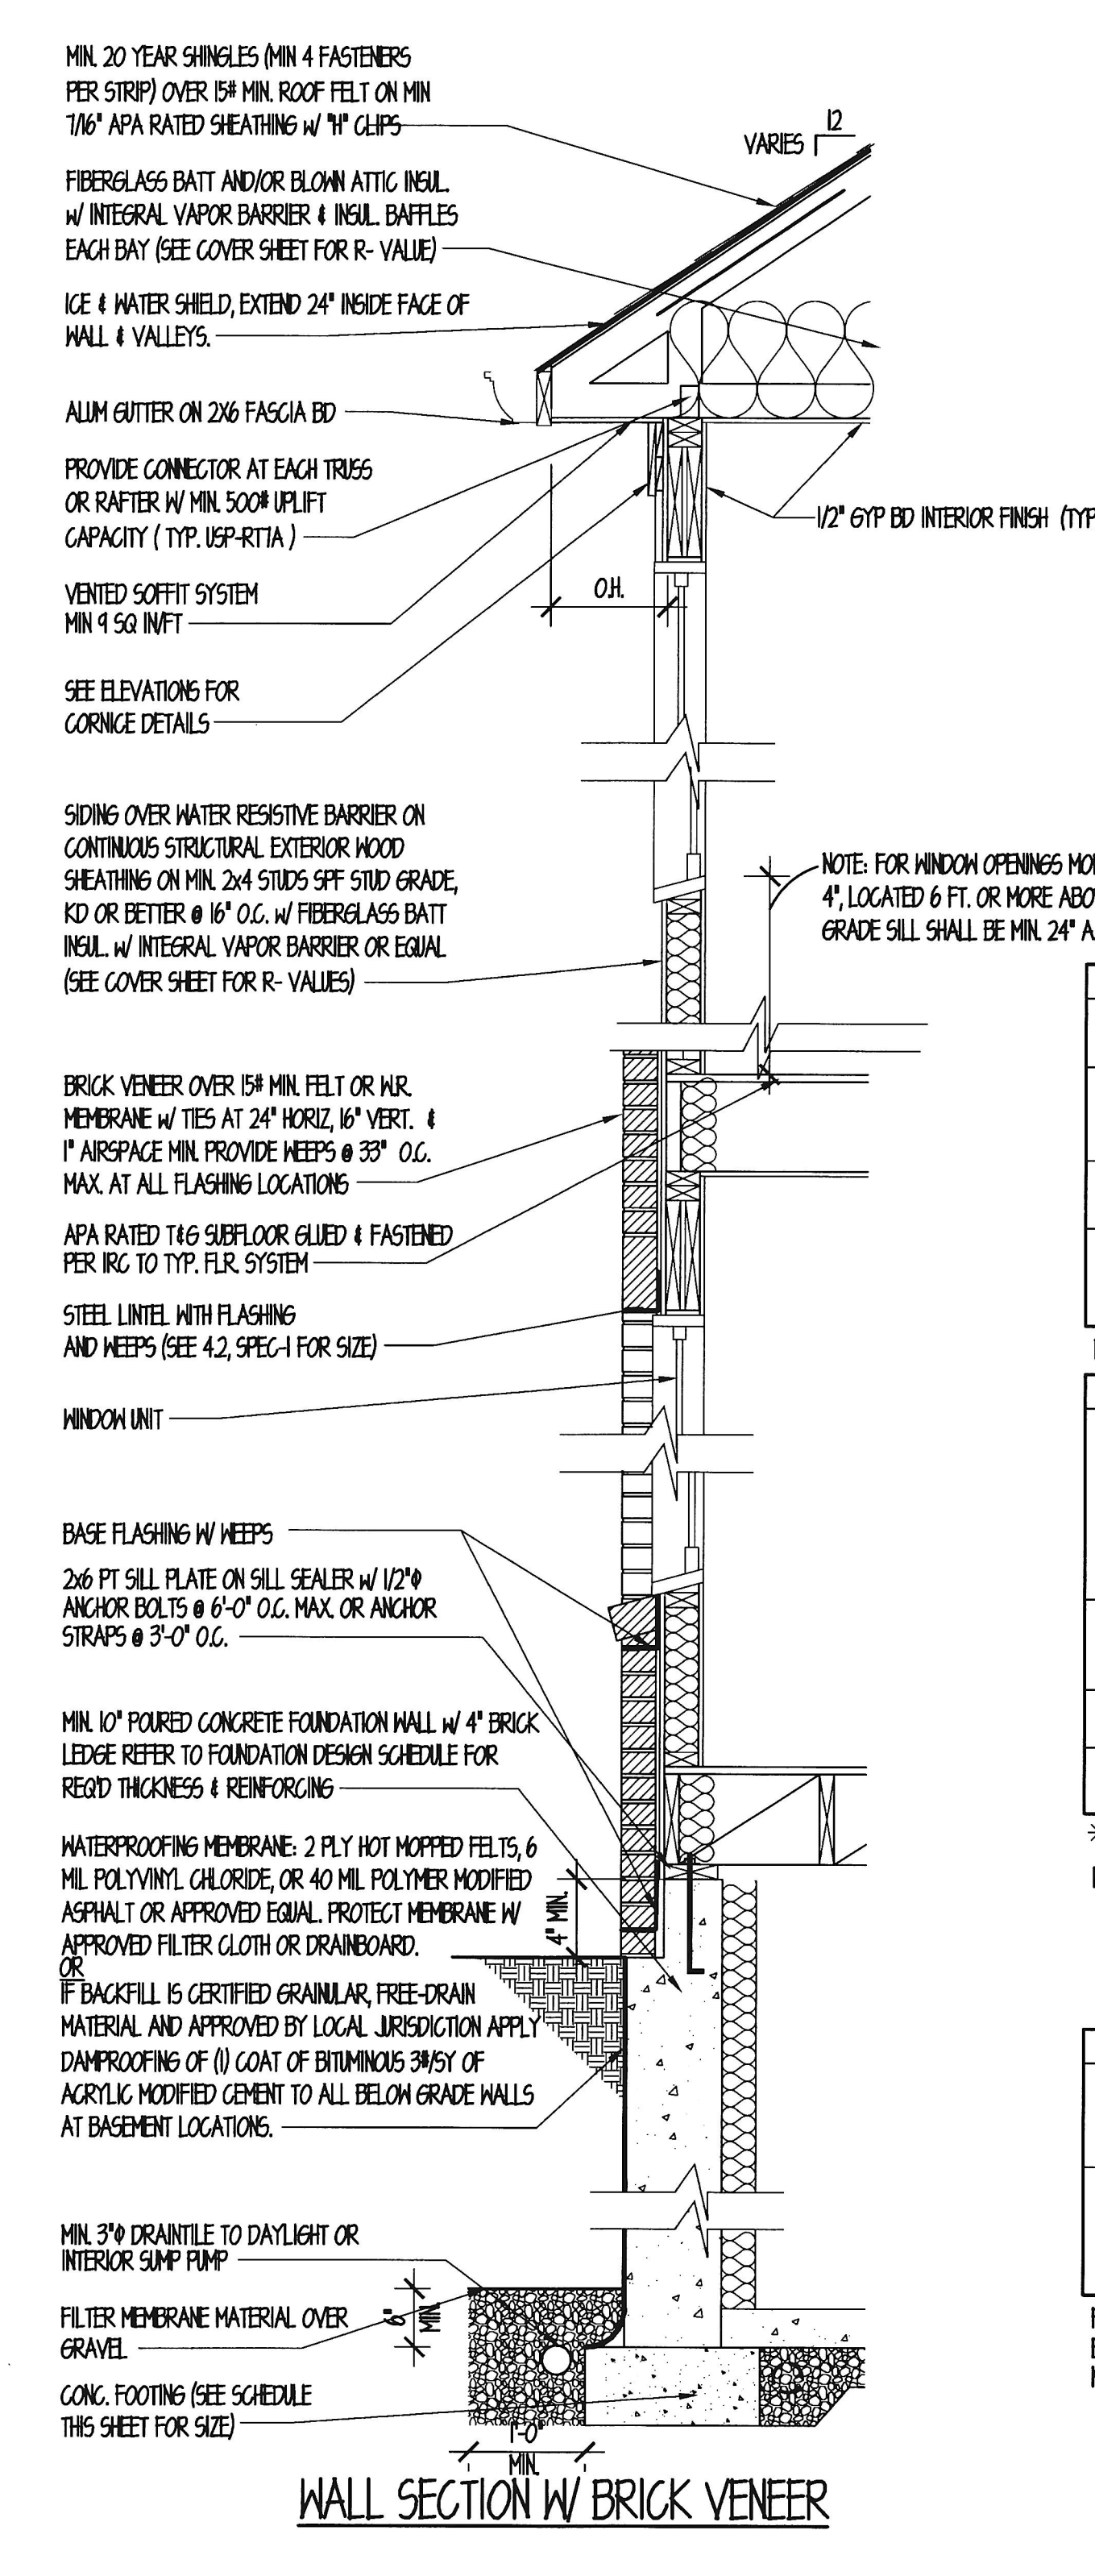 MIN. 20 YEAR SHINGLES (MIN 4 FASTENERS
PER STRIP) OVER 15# MIN. ROOF FELT ON MIN
7/16" APA RATED SHEATHING W/ "H" CLIPS
12
VARIES
FIBERGLASS BATT AND/OR BLOWN ATTIC INSUL.
W/ INTEGRAL VAPOR BARRIER & INSUL. BAFFLES
EACH BAY (SEE COVER SHEET FOR R- VALUE)
ICE & WATER SHIELD, EXTEND 24" INSIDE FACE OF
WALL & VALLEYS.
ALUM GUTTER ON 2X6 FASCIA BD
PROVIDE CONNECTOR AT EACH TRUSS
OR RAFTER W/ MIN. 500# UPLIFT
CAPACITY ( TYP. USP-RT7A )
1/2" GYP BD INTERIOR FINISH (TYP
VENTED SOFFIT SYSTEM
MIN 9 SQ IN/FT
O.H.
SEE ELEVATIONS FOR
CORNICE DETAILS
SIDING OVER WATER RESISTIVE BARRIER ON
CONTINUOUS STRUCTURAL EXTERIOR WOOD
SHEATHING ON MIN. 2x4 STUDS SPF STUD GRADE,
KD OR BETTER @ 16" O.C. W/ FIBERGLASS BATT
INSUL. W/ INTEGRAL VAPOR BARRIER OR EQUAL
(SEE COVER SHEET FOR R- VALUES)
NOTE: FOR WINDOW OPENINGS MO
4", LOCATED 6 FT. OR MORE ABO
GRADE SILL SHALL BE MIN. 24" A
BRICK VENEER OVER 15# MIN. FELT OR W.R.
MEMBRANE W/ TIES AT 24" HORIZ, 16" VERT. &
1" AIRSPACE MIN. PROVIDE WEEPS @ 33" O.C.
MAX. AT ALL FLASHING LOCATIONS
APA RATED T&G SUBFLOOR GLUED & FASTENED
PER IRC TO TYP. FLR. SYSTEM
STEEL LINTEL WITH FLASHING
AND WEEPS (SEE 4.2, SPEC-1 FOR SIZE)
WINDOW UNIT
BASE FLASHING W/ WEEPS
2x6 PT SILL PLATE ON SILL SEALER W/ 1/2"Φ
ANCHOR BOLTS @ 6'-0" O.C. MAX. OR ANCHOR
STRAPS @ 3'-0" O.C.
MIN. 10" POURED CONCRETE FOUNDATION WALL W/ 4" BRICK
LEDGE REFER TO FOUNDATION DESIGN SCHEDULE FOR
REQ'D THICKNESS & REINFORCING
WATERPROOFING MEMBRANE: 2 PLY HOT MOPPED FELTS, 6
MIL POLYVINYL CHLORIDE, OR 40 MIL POLYMER MODIFIED
ASPHALT OR APPROVED EQUAL. PROTECT MEMBRANE W/
APPROVED FILTER CLOTH OR DRAINBOARD.
4" MIN.
OR
IF BACKFILL IS CERTIFIED GRAINULAR, FREE-DRAIN
MATERIAL AND APPROVED BY LOCAL JURISDICTION APPLY
DAMPROOFING OF (1) COAT OF BITUMINOUS 3#/SY OF
ACRYLIC MODIFIED CEMENT TO ALL BELOW GRADE WALLS
AT BASEMENT LOCATIONS.
MIN. 3"Φ DRAINTILE TO DAYLIGHT OR
INTERIOR SUMP PUMP
6"
MIN
FILTER MEMBRANE MATERIAL OVER
GRAVEL
CONC. FOOTING (SEE SCHEDULE
THIS SHEET FOR SIZE)
1'-0"
MIN.
WALL SECTION W/ BRICK VENEER